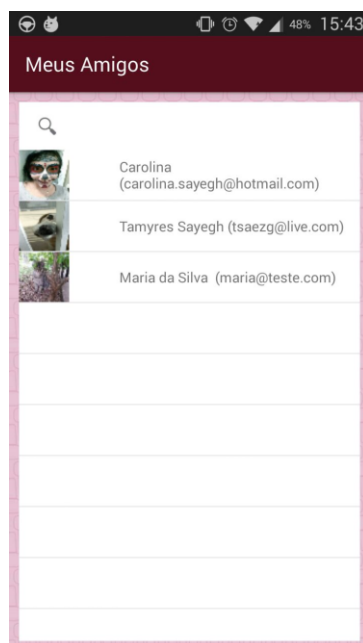 48% 15:43
Meus Amigos
Carolina
(carolina.sayegh@hotmail.com)
Tamyres Sayegh (tsaezg@live.com)
Maria da Silva (maria@teste.com)